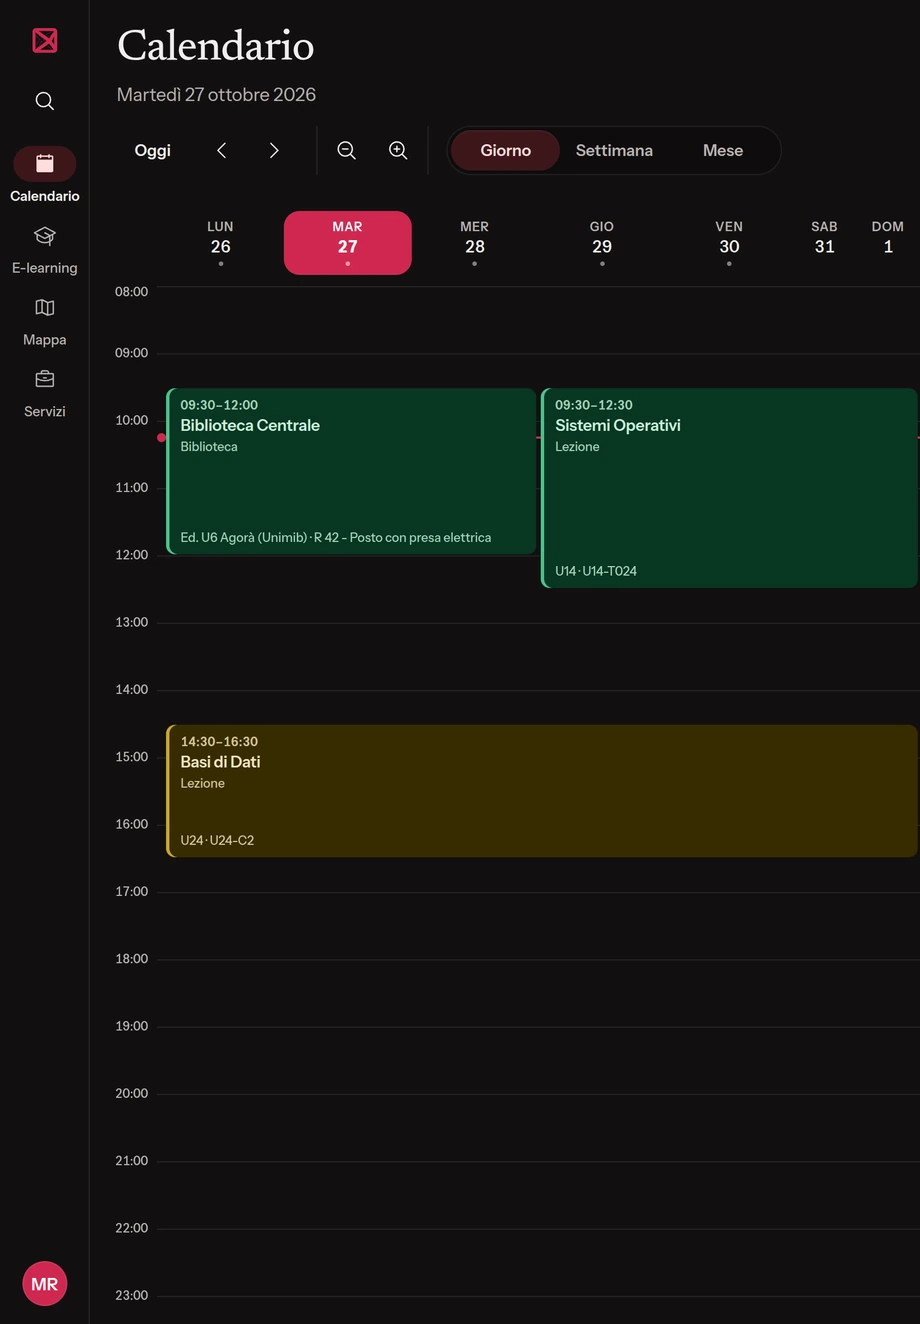 Calendario
Martedì 27 ottobre 2026
Oggi
Giorno
Settimana
Mese
Calendario
E-learning
Mappa
Servizi
MR
LUN
26
MAR
27
MER
28
GIO
29
VEN
30
SAB
31
DOM
1
08:00
09:00
10:00
11:00
12:00
13:00
14:00
15:00
16:00
17:00
18:00
19:00
20:00
21:00
22:00
23:00
09:30–12:00
Biblioteca Centrale
Biblioteca
Ed. U6 Agorà (Unimib) · R 42 - Posto con presa elettrica
09:30–12:30
Sistemi Operativi
Lezione
U14 · U14-T024
14:30–16:30
Basi di Dati
Lezione
U24 · U24-C2